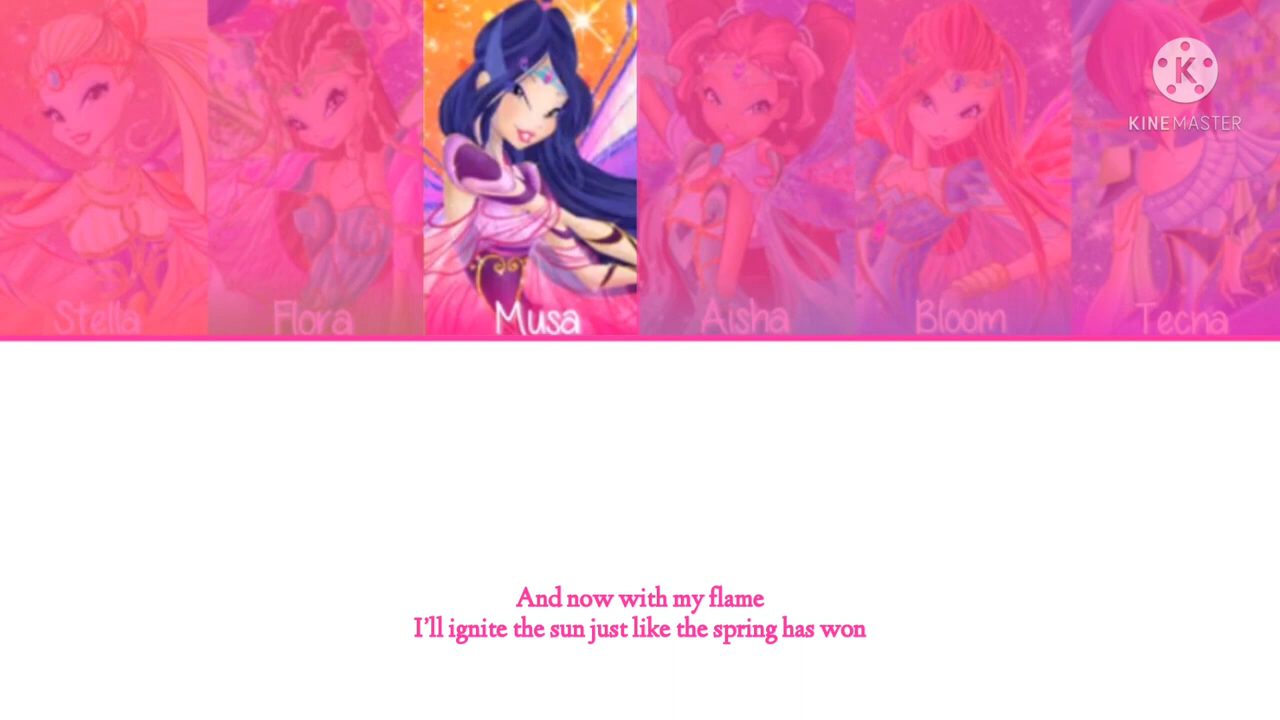 K
KINEMASTER
Stella
Flora
Musa
Aisha
Bloom
Tecna
And now with my flame
I'll ignite the sun just like the spring has won